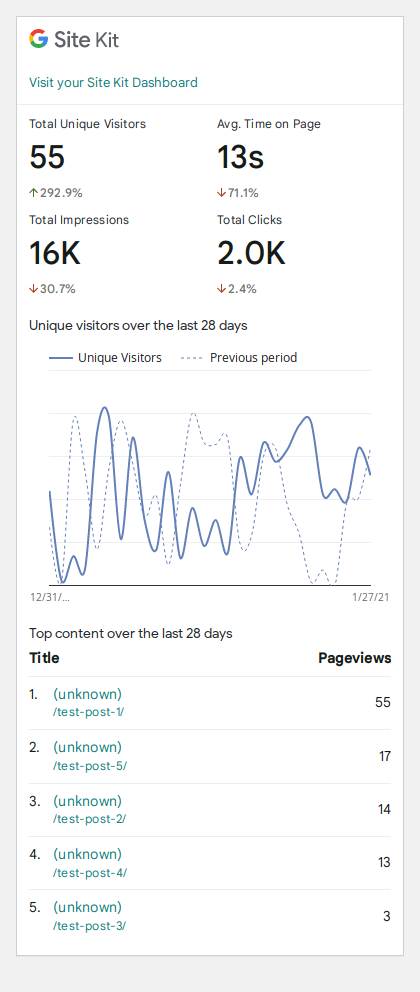 Site Kit
Visit your Site Kit Dashboard
Total Unique Visitors
55
↑292.9%
Avg. Time on Page
13s
↓71.1%
Total Impressions
16K
↓30.7%
Total Clicks
2.0K
↓2.4%
Unique visitors over the last 28 days
Unique Visitors
Previous period
12/31/...
1/27/21
Top content over the last 28 days
Title Pageviews
1. (unknown) 55
/test-post-1/
2. (unknown) 17
/test-post-5/
3. (unknown) 14
/test-post-2/
4. (unknown) 13
/test-post-4/
5. (unknown) 3
/test-post-3/